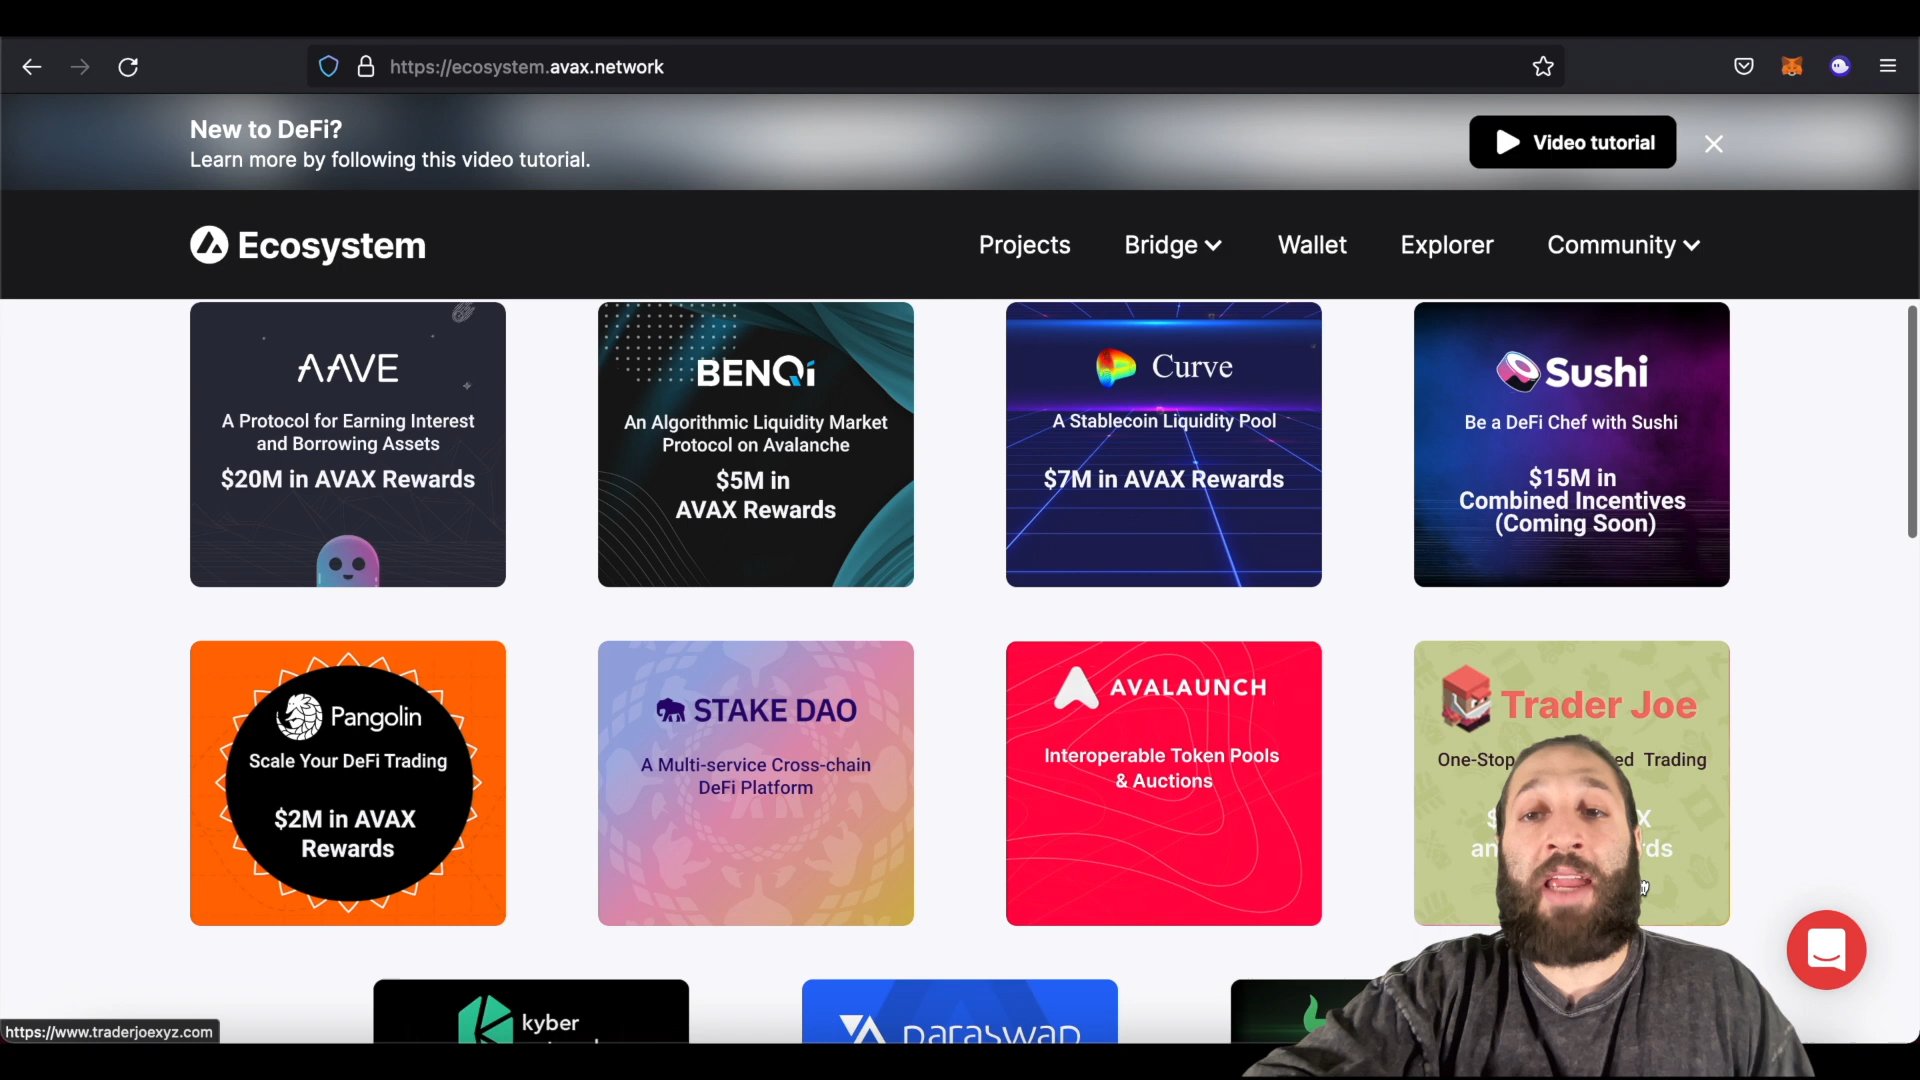 https://ecosystem.avax.network
New to DeFi?
Learn more by following this video tutorial.
Video tutorial
Ecosystem
Projects
Bridge
Wallet
Explorer
Community
AAVE
A Protocol for Earning Interest
and Borrowing Assets
$20M in AVAX Rewards
BENQi
An Algorithmic Liquidity Market
Protocol on Avalanche
$5M in
AVAX Rewards
Curve
A Stablecoin Liquidity Pool
$7M in AVAX Rewards
Sushi
Be a DeFi Chef with Sushi
$15M in
Combined Incentives
(Coming Soon)
Pangolin
Scale Your DeFi Trading
$2M in AVAX
Rewards
STAKE DAO
A Multi-service Cross-chain
DeFi Platform
AVALAUNCH
Interoperable Token Pools
& Auctions
Trader Joe
One-Stop Trading
kyber
paraswap
https://www.traderjoexyz.com